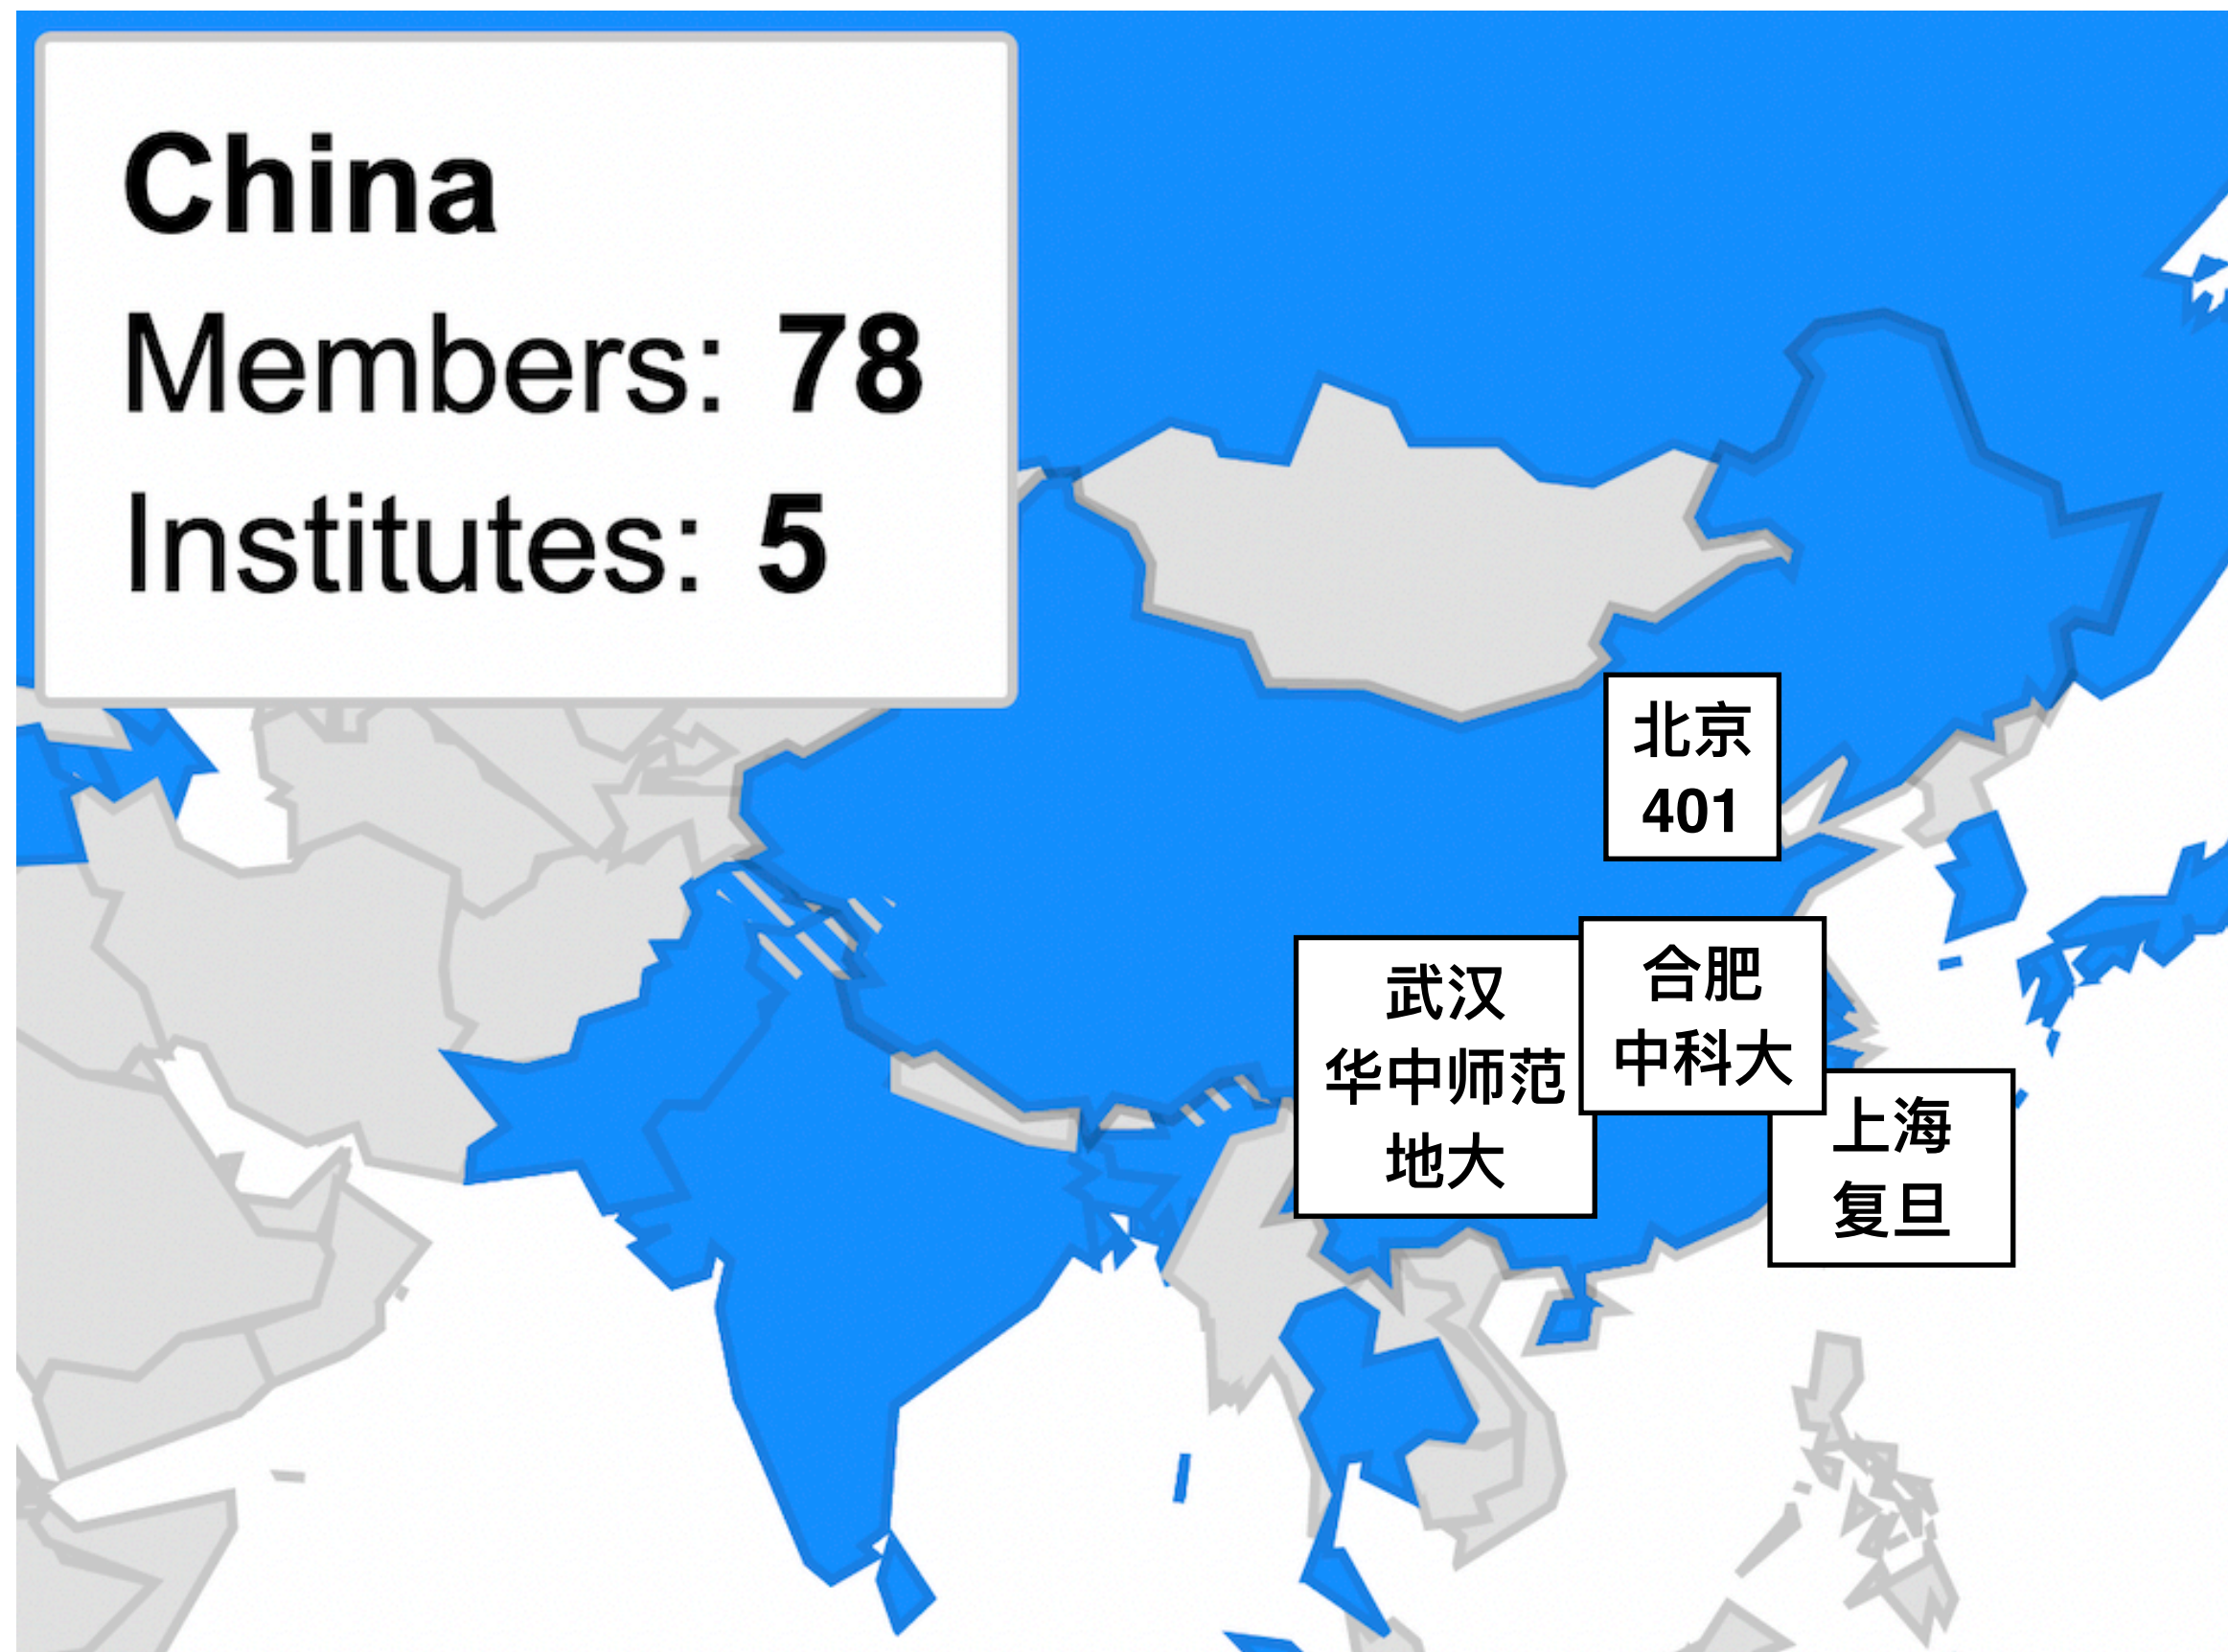 China
Members: 78
Institutes: 5
北京
401
武汉
华中师范
地大
合肥
中科大
上海
复旦